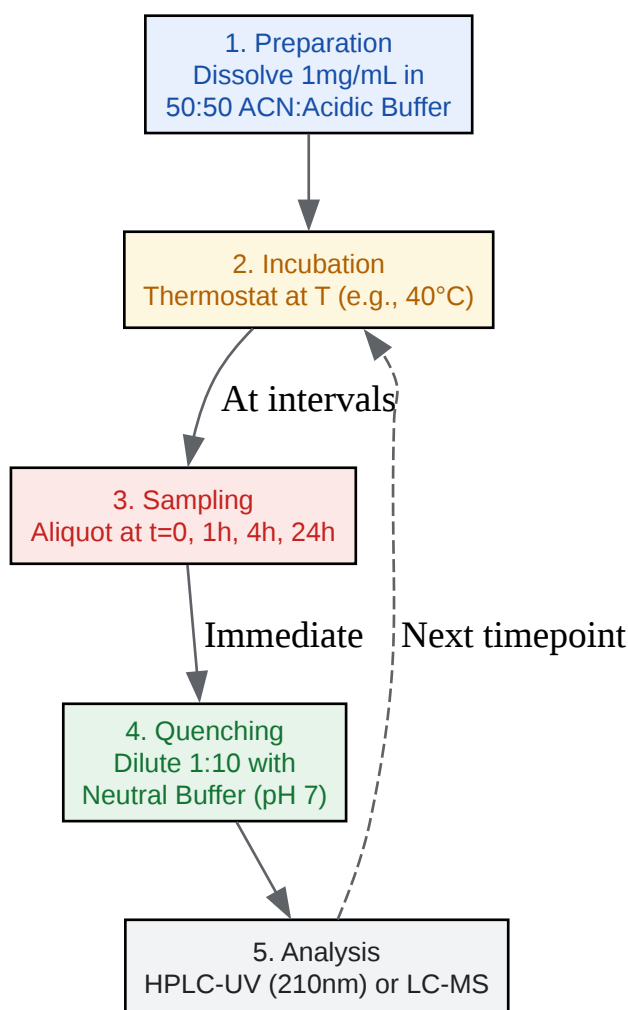 1. Preparation
Dissolve 1mg/mL in
50:50 ACN:Acidic Buffer
2. Incubation
Thermostat at T (e.g., 40°C)
At intervals
3. Sampling
Aliquot at t=0, 1h, 4h, 24h
Immediate
Next timepoint
4. Quenching
Dilute 1:10 with
Neutral Buffer (pH 7)
5. Analysis
HPLC-UV (210nm) or LC-MS